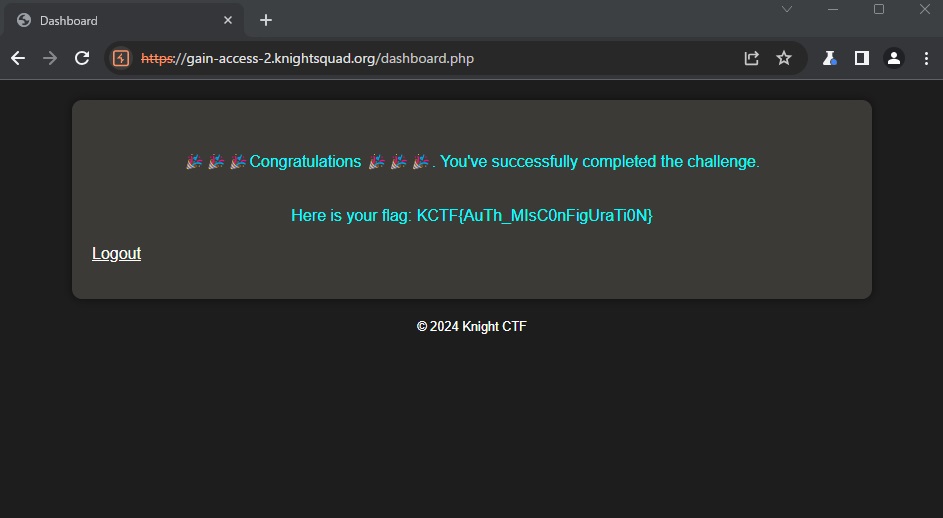 Dashboard
https://gain-access-2.knightsquad.org/dashboard.php
🎉🎉🎉Congratulations 🎉🎉🎉. You've successfully completed the challenge.
Here is your flag: KCTF{AuTh_MIsC0nFigUraTi0N}
Logout
© 2024 Knight CTF